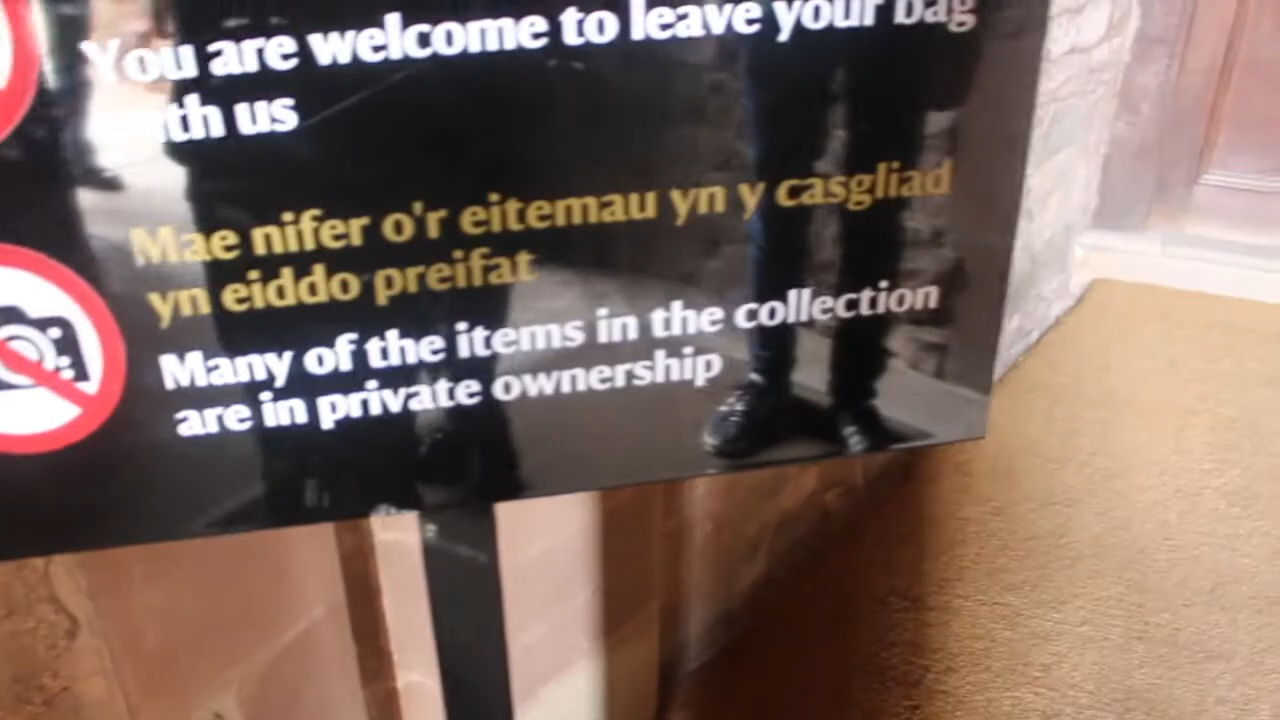 You are welcome to leave your bag
th us
Mae nifer o'r eitemau yn y casgliad
yn eiddo preifat
Many of the items in the collection
are in private ownership